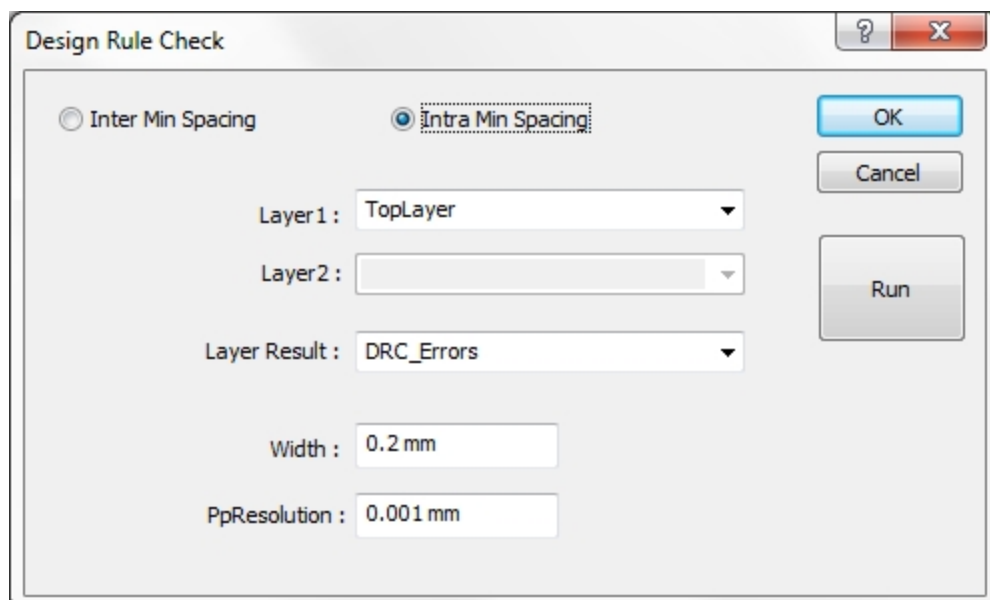 Design Rule Check
Inter Min Spacing
Intra Min Spacing
OK
Cancel
Layer1 :
TopLayer
Layer2 :
Run
Layer Result :
DRC_Errors
Width :
0.2 mm
PpResolution :
0.001 mm